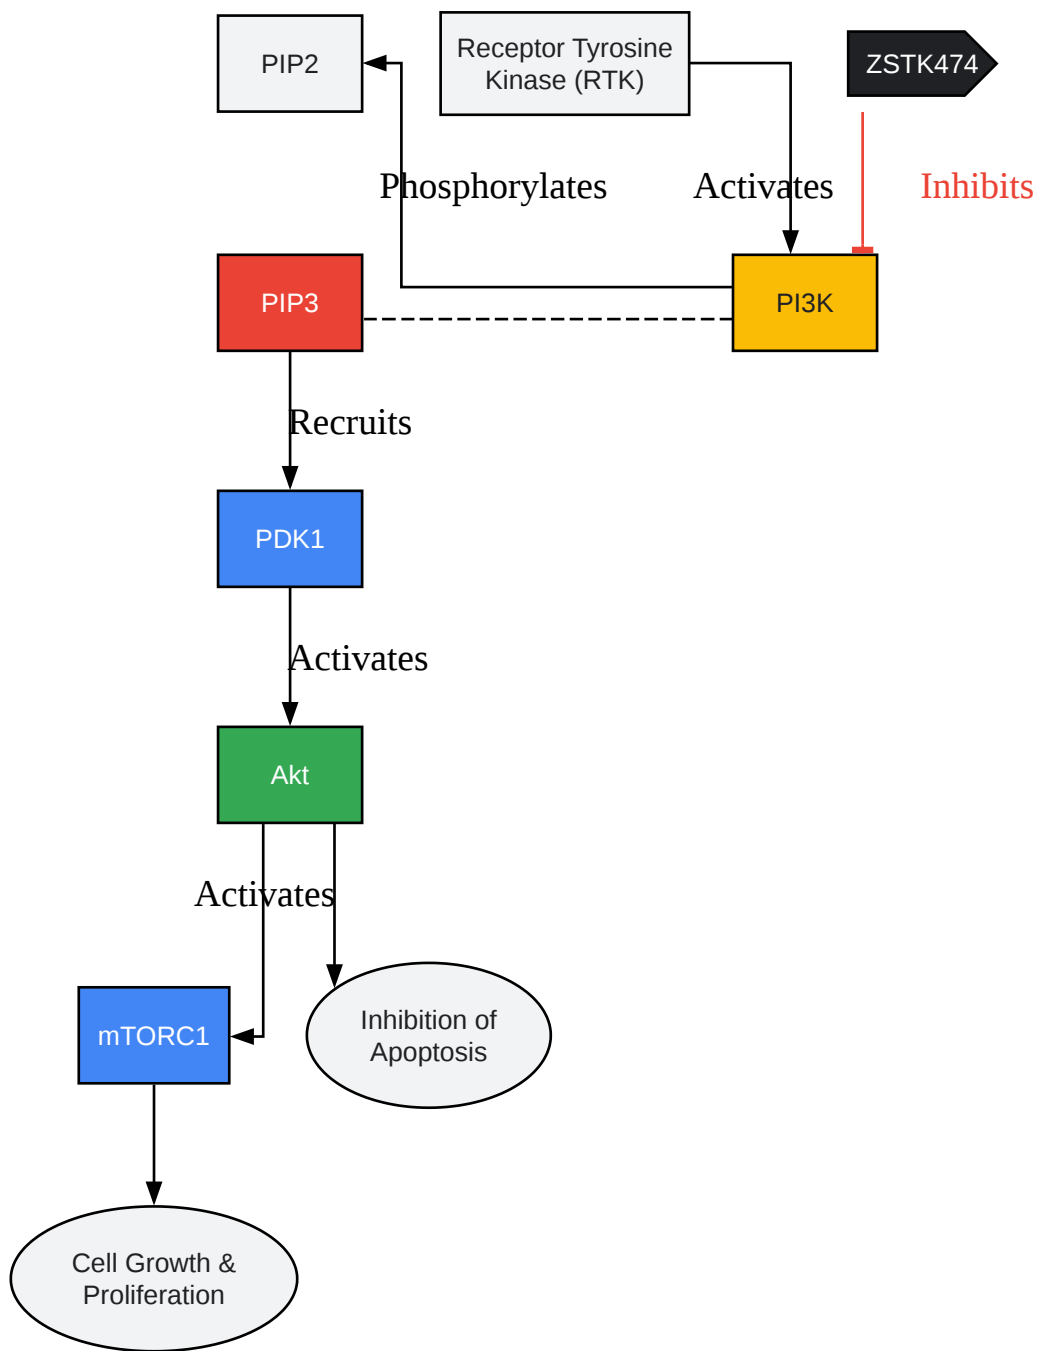 PIP2
Receptor Tyrosine
Kinase (RTK)
ZSTK474
Phosphorylates
Activates
Inhibits
PIP3
PI3K
Recruits
PDK1
Activates
Akt
Activates
Inhibition of
Apoptosis
mTORC1
Cell Growth &
Proliferation